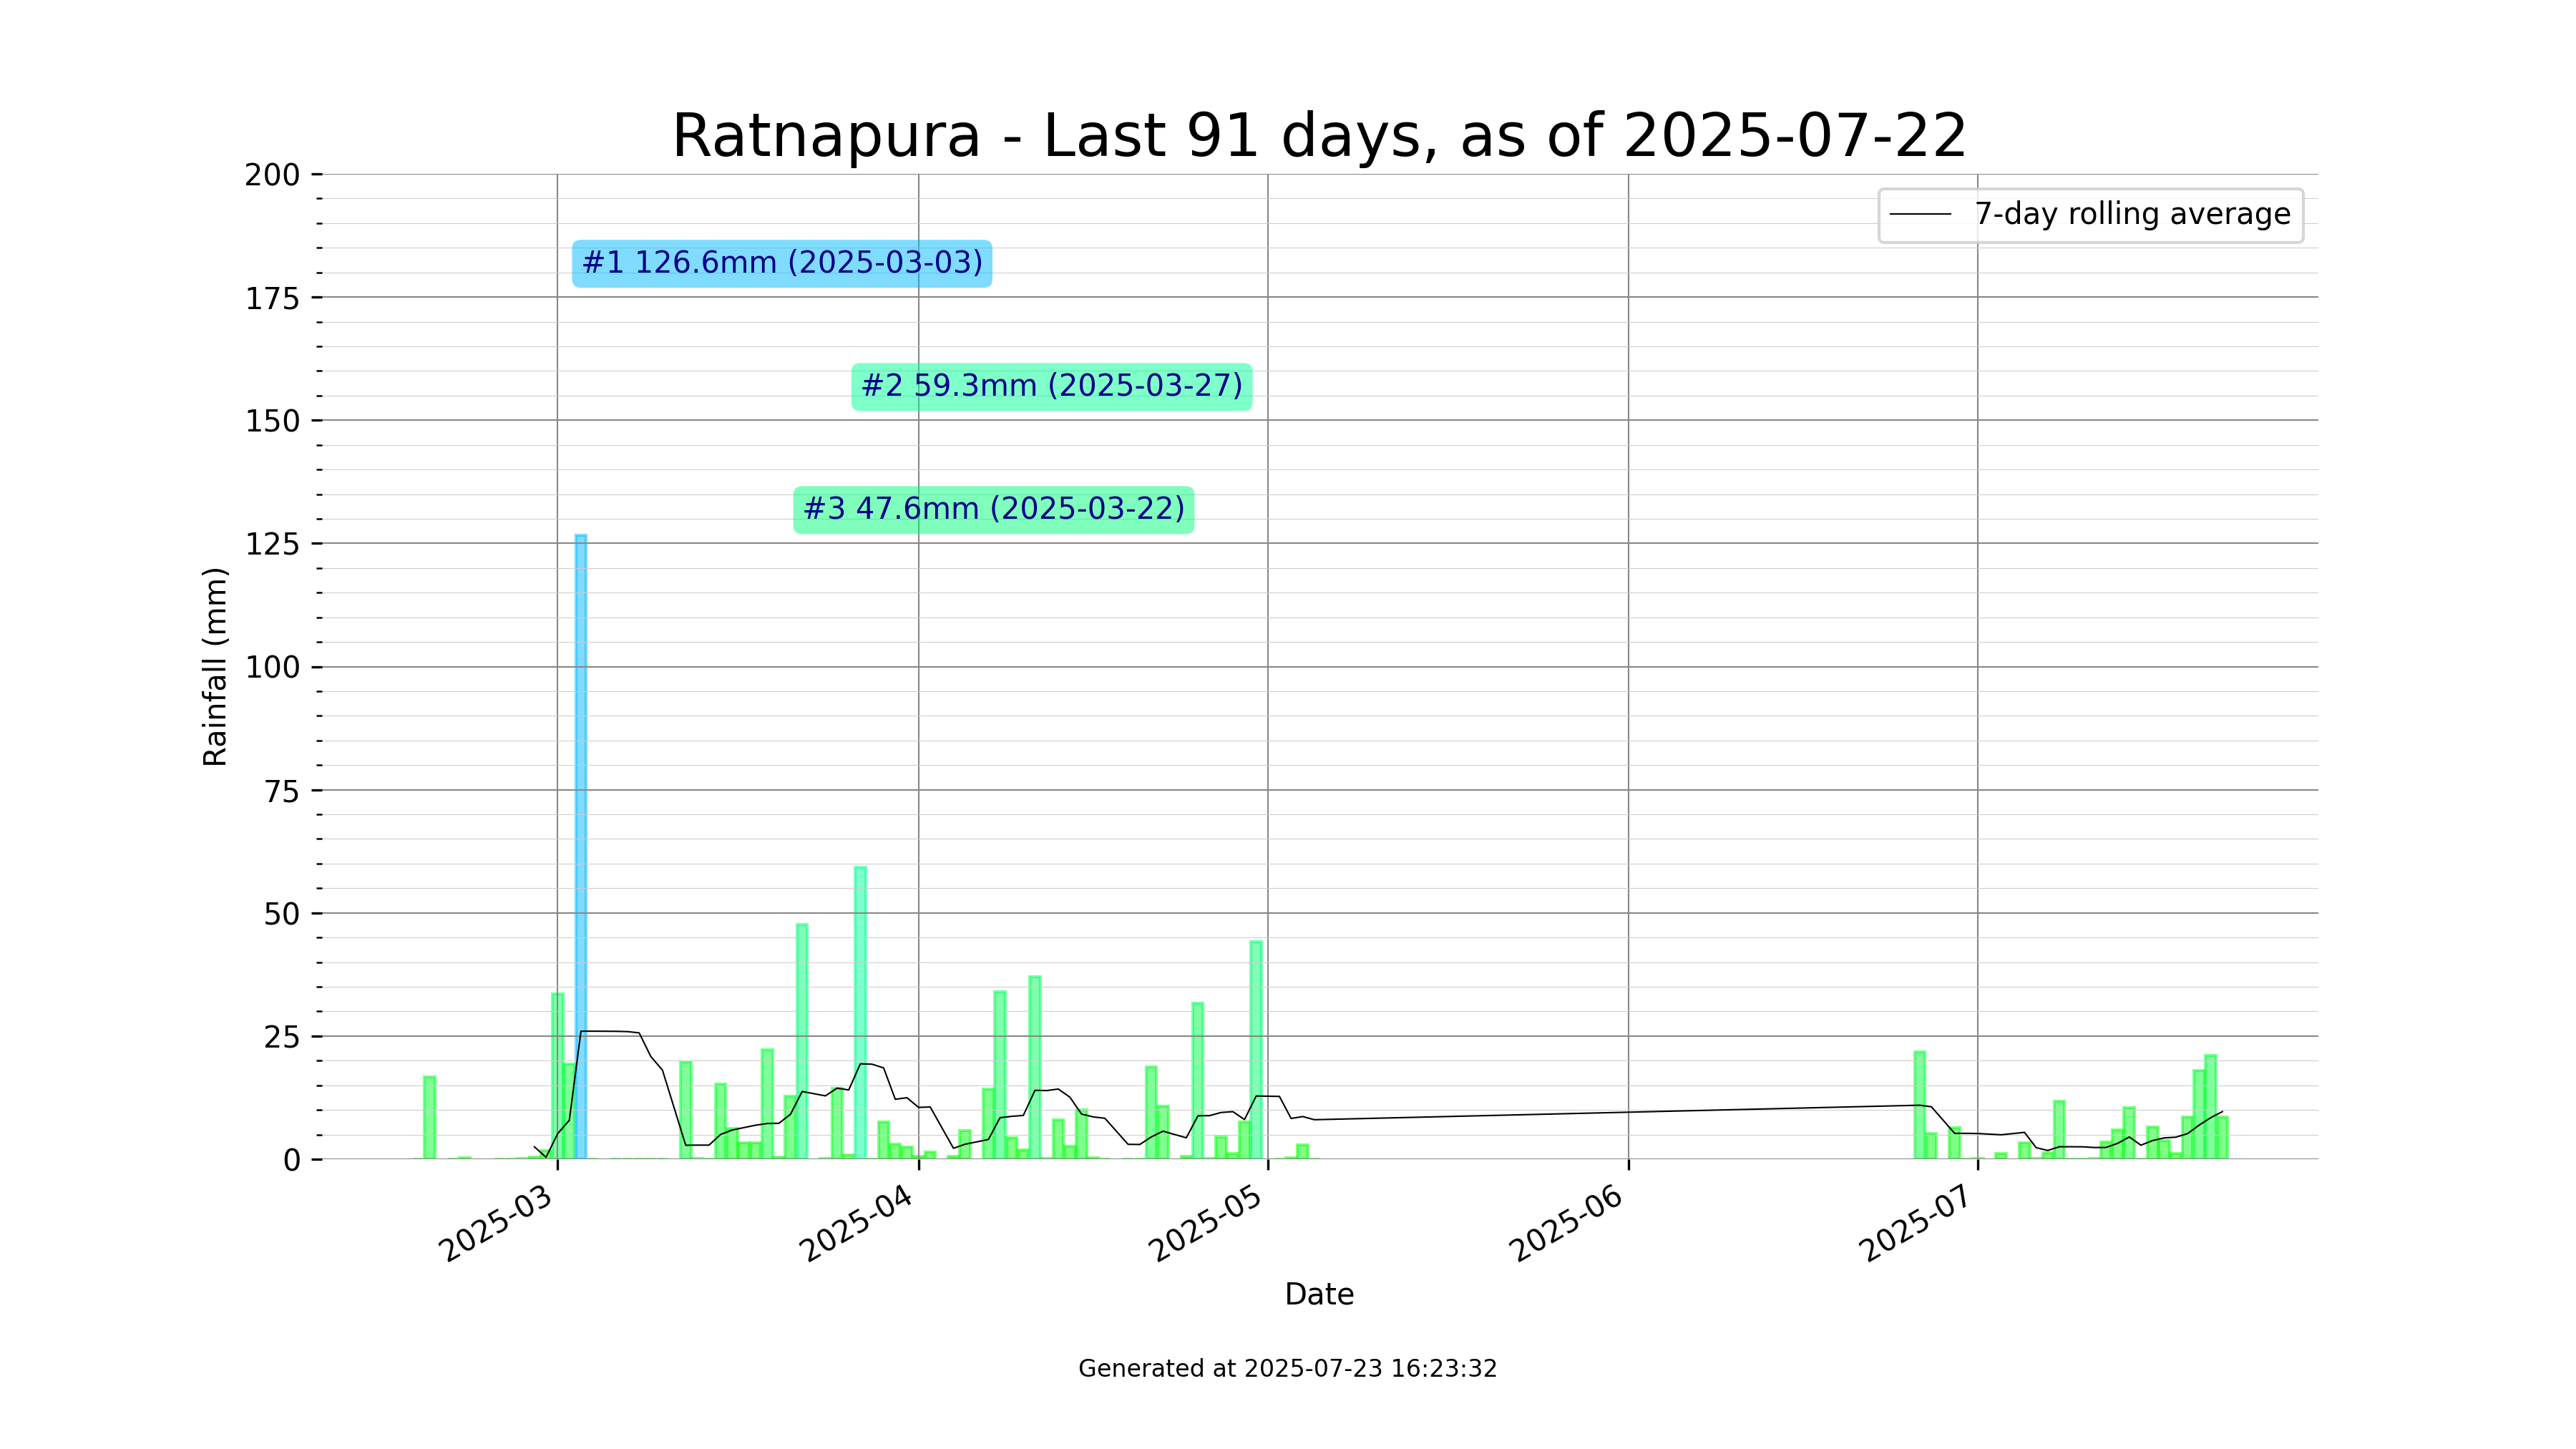 Ratnapura - Last 91 days, as of 2025-07-22
200
175
150
125
100
75
50
25
0
Rainfall (mm)
7-day rolling average
#1 126.6mm (2025-03-03)
#2 59.3mm (2025-03-27)
#3 47.6mm (2025-03-22)
2025-03
2025-04
2025-05
2025-06
2025-07
Date
Generated at 2025-07-23 16:23:32